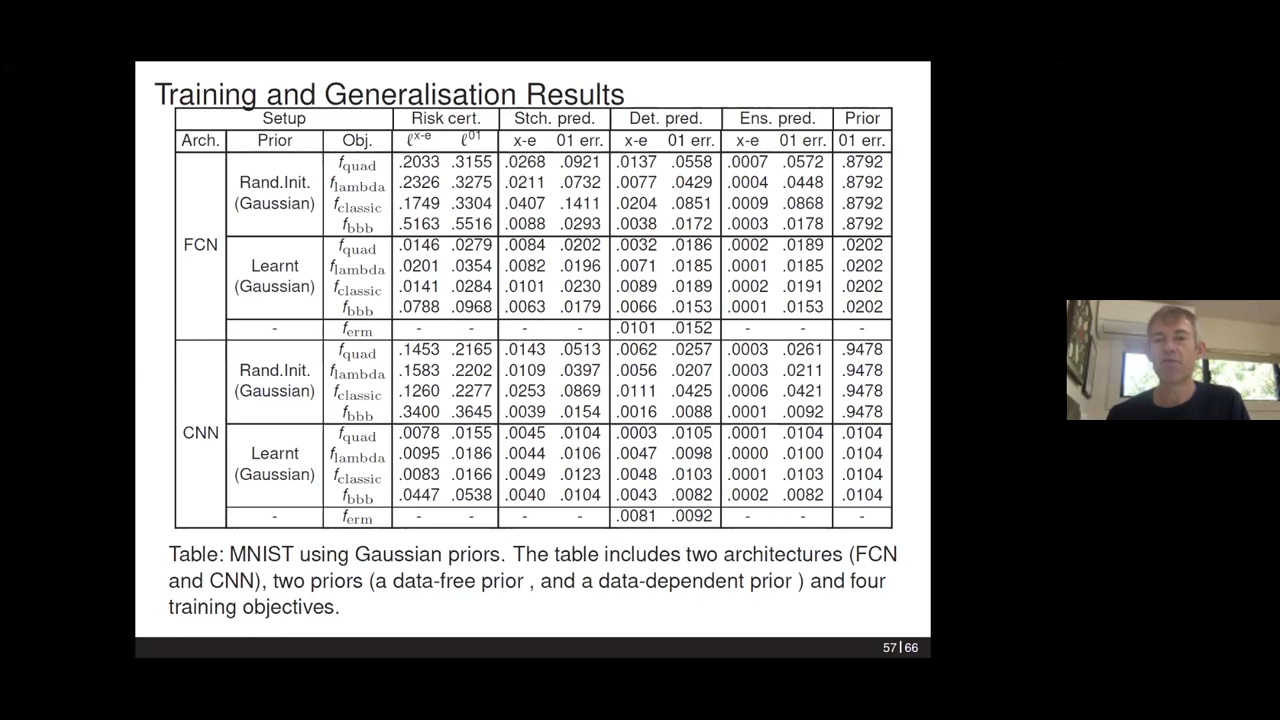 Training and Generalisation Results
Setup Risk cert. Stch. pred. Det. pred. Ens. pred. Prior
Arch. Prior Obj. ℓx-e ℓ01 x-e 01 err. x-e 01 err. x-e 01 err. 01 err.
FCN Rand.Init. (Gaussian) fquad .2033 .3155 .0268 .0921 .0137 .0558 .0007 .0572 .8792
flambda .2326 .3275 .0211 .0732 .0077 .0429 .0004 .0448 .8792
fclassic .1749 .3304 .0407 .1411 .0204 .0851 .0009 .0868 .8792
fbbb .5163 .5516 .0088 .0293 .0038 .0172 .0003 .0178 .8792
Learnt (Gaussian) fquad .0146 .0279 .0084 .0202 .0032 .0186 .0002 .0189 .0202
flambda .0201 .0354 .0082 .0196 .0071 .0185 .0001 .0185 .0202
fclassic .0141 .0284 .0101 .0230 .0089 .0189 .0002 .0191 .0202
fbbb .0788 .0968 .0063 .0179 .0066 .0153 .0001 .0153 .0202
- ferm - - - - .0101 .0152 - - -
CNN Rand.Init. (Gaussian) fquad .1453 .2165 .0143 .0513 .0062 .0257 .0003 .0261 .9478
flambda .1583 .2202 .0109 .0397 .0056 .0207 .0003 .0211 .9478
fclassic .1260 .2277 .0253 .0869 .0111 .0425 .0006 .0421 .9478
fbbb .3400 .3645 .0039 .0154 .0016 .0088 .0001 .0092 .9478
Learnt (Gaussian) fquad .0078 .0155 .0045 .0104 .0003 .0105 .0001 .0104 .0104
flambda .0095 .0186 .0044 .0106 .0047 .0098 .0000 .0100 .0104
fclassic .0083 .0166 .0049 .0123 .0048 .0103 .0001 .0103 .0104
fbbb .0447 .0538 .0040 .0104 .0043 .0082 .0002 .0082 .0104
- ferm - - - - .0081 .0092 - - -
Table: MNIST using Gaussian priors. The table includes two architectures (FCN
and CNN), two priors (a data-free prior , and a data-dependent prior ) and four
training objectives.
57|66